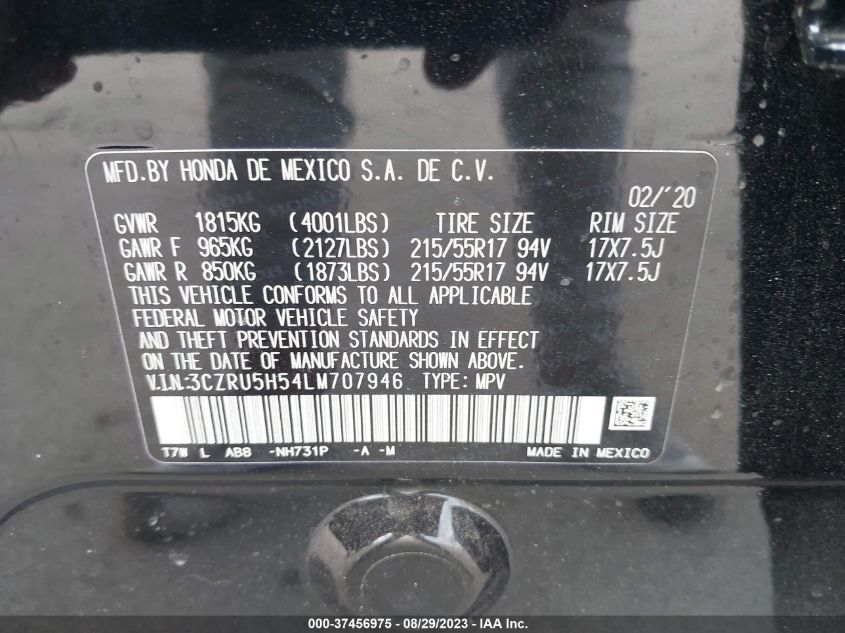 MFD.BY HONDA DE MEXICO S.A. DE C.V.
02/'20
GVWR 1815KG (4001LBS) TIRE SIZE RIM SIZE
GAWR F 965KG (2127LBS) 215/55R17 94V 17X7.5J
GAWR R 850KG (1873LBS) 215/55R17 94V 17X7.5J
THIS VEHICLE CONFORMS TO ALL APPLICABLE
FEDERAL MOTOR VEHICLE SAFETY
AND THEFT PREVENTION STANDARDS IN EFFECT
ON THE DATE OF MANUFACTURE SHOWN ABOVE.
V.I.N.:3CZRU5H54LM707946 TYPE: MPV
T7W L AB8 -NH731P -A -M MADE IN MEXICO
000-37456975 - 08/29/2023 - Copyright © IAA, Inc.